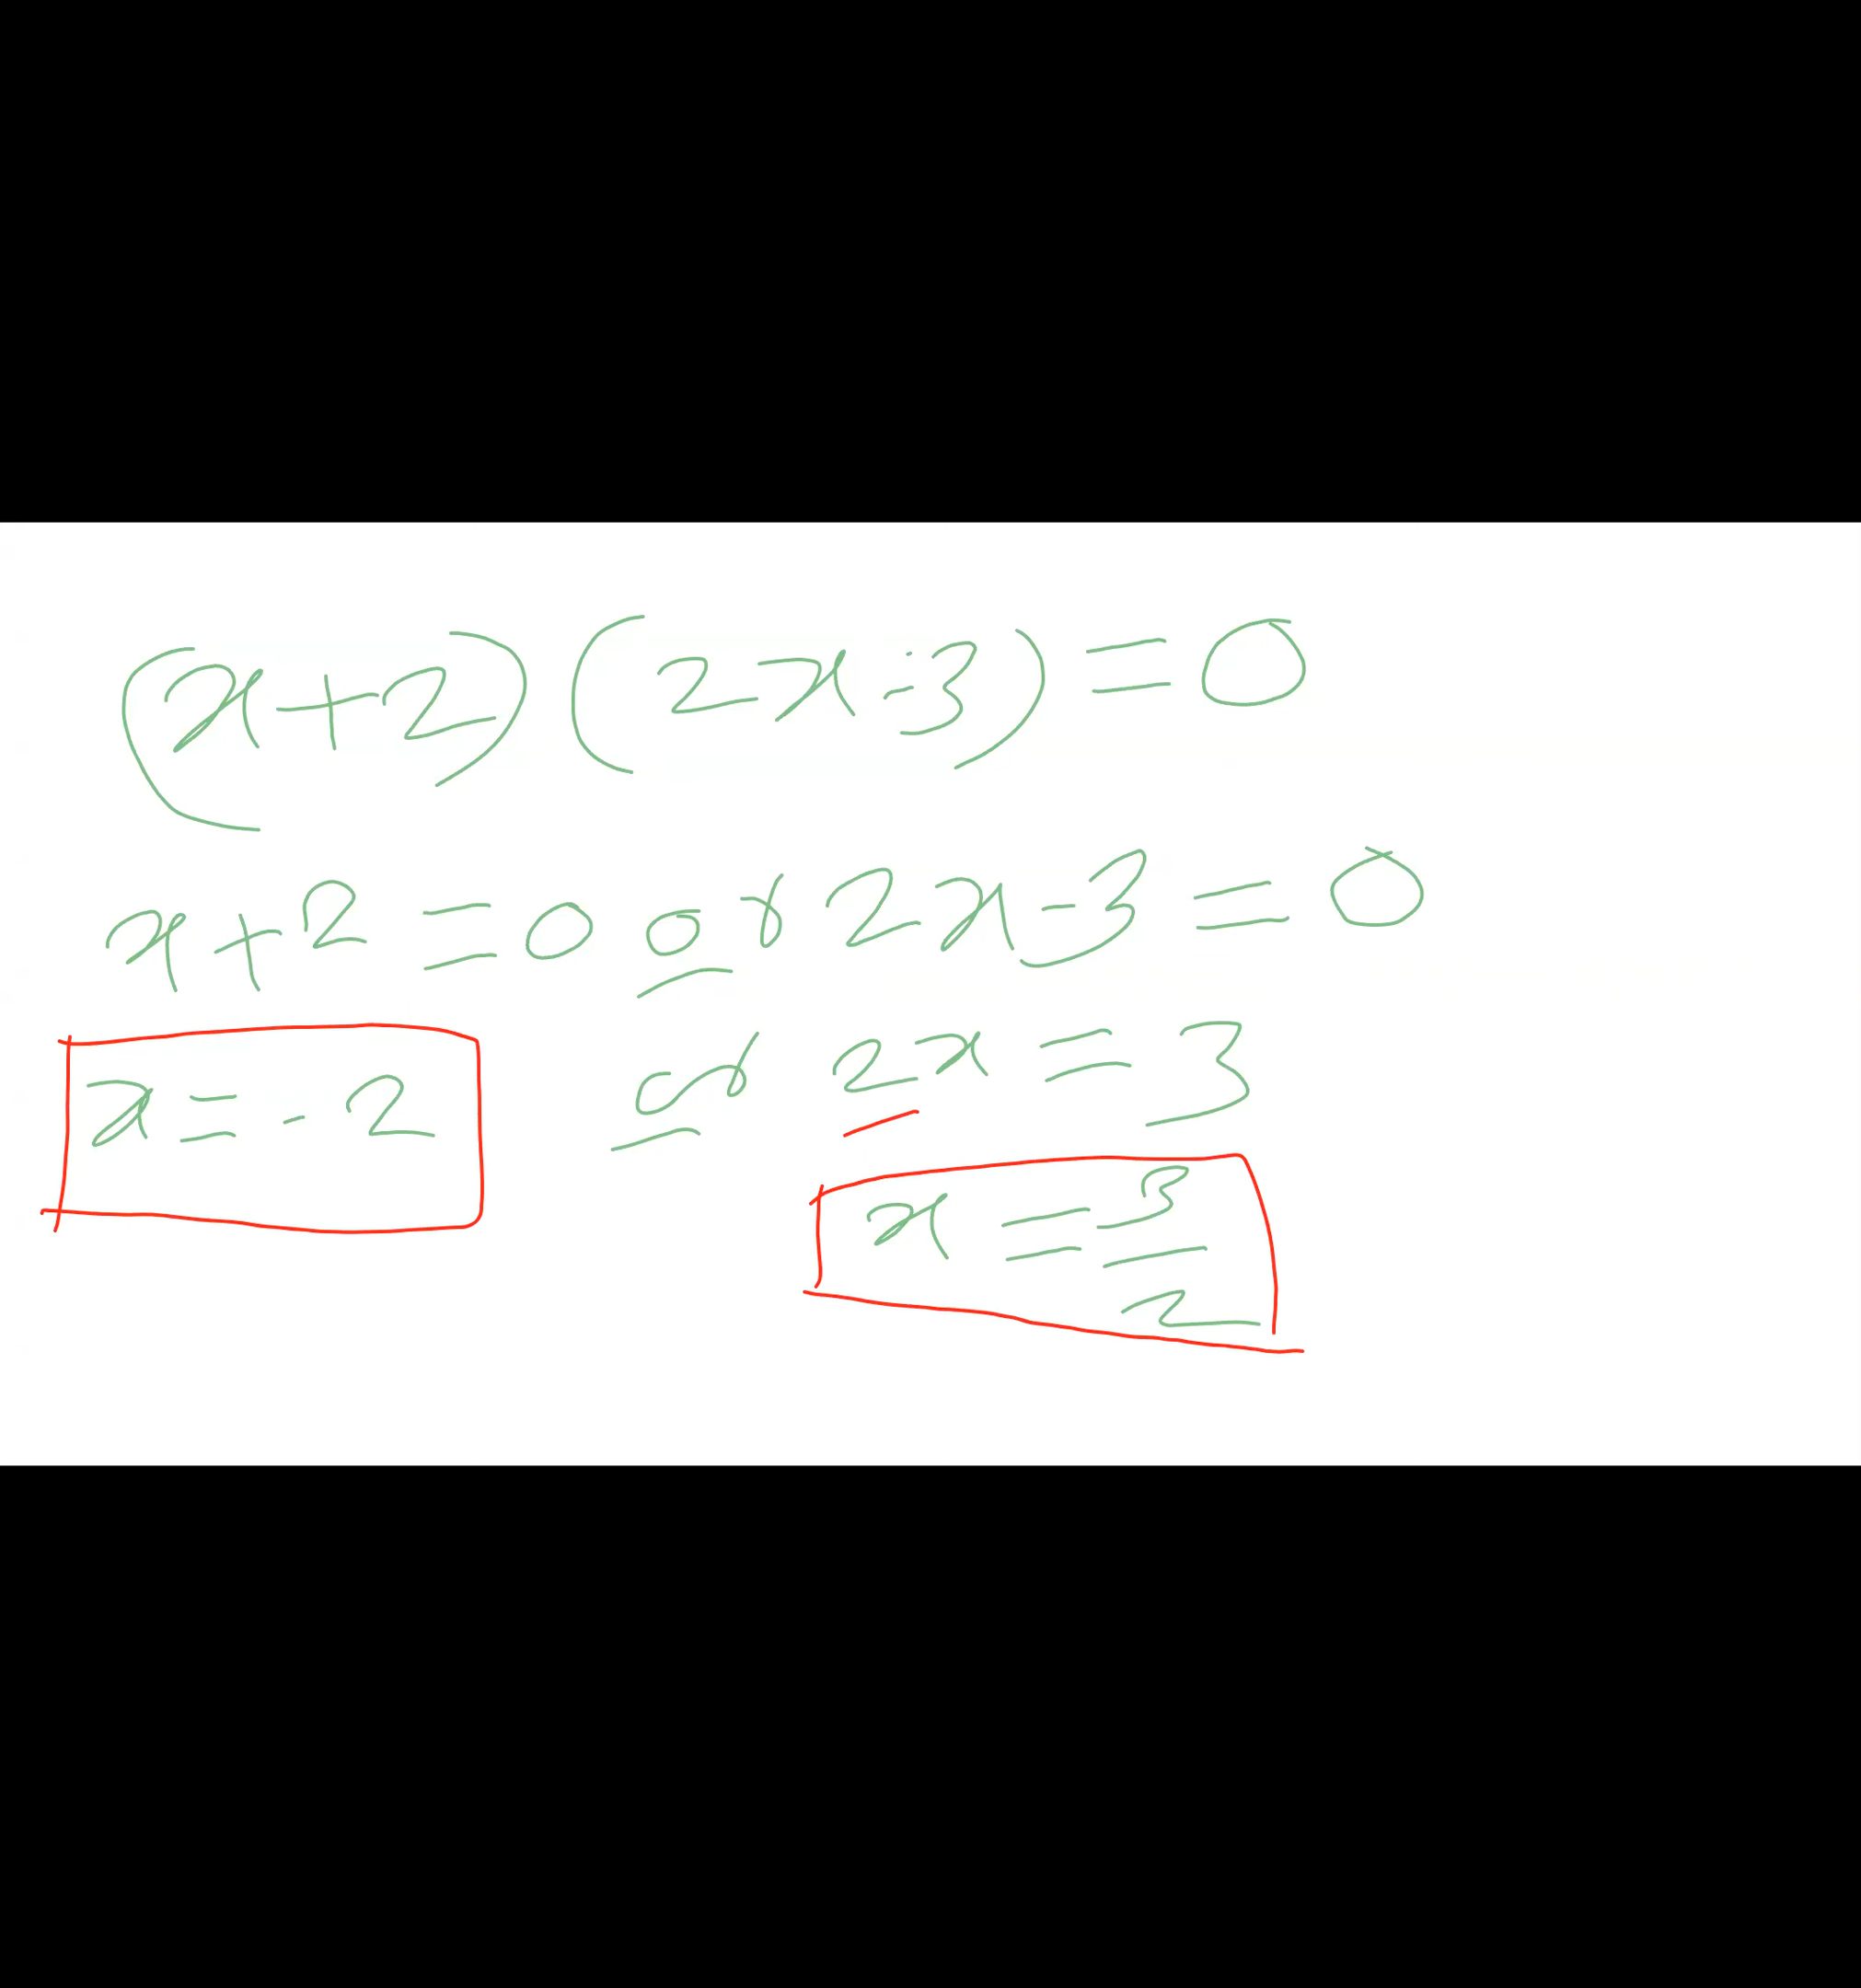 (x+2)(2x-3)=0
x+2=0 or 2x-3=0
x=-2 or 2x=3
x=3/2